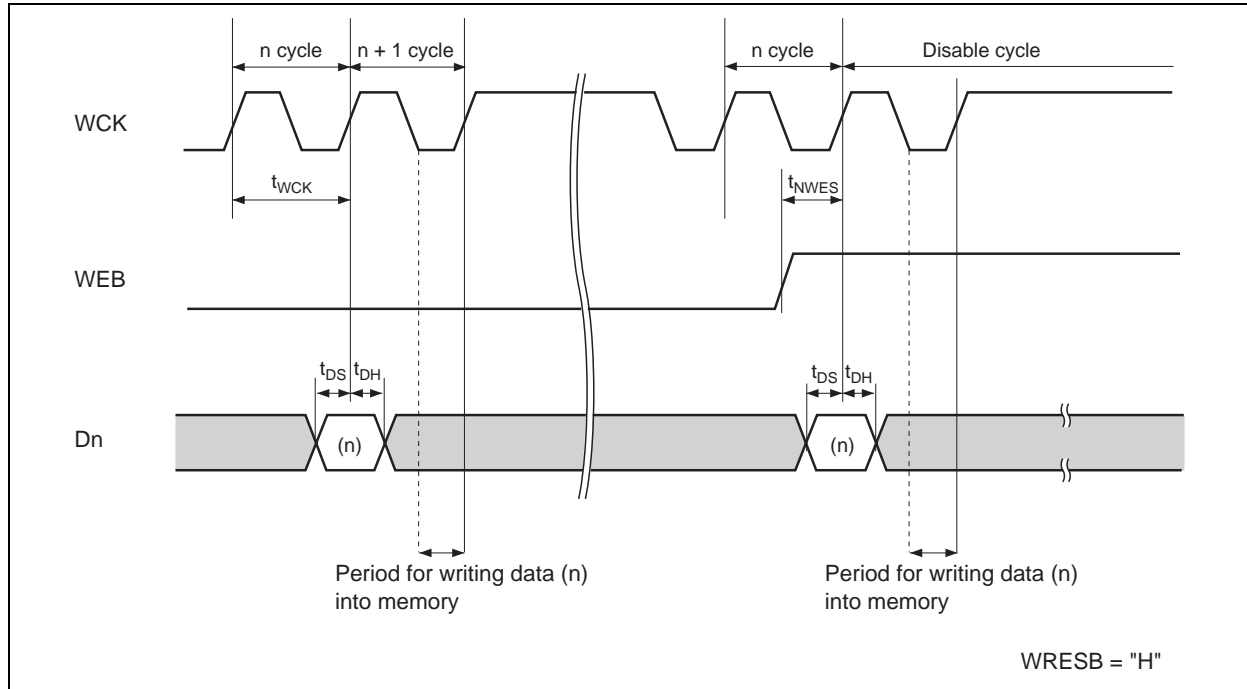 n cycle n + 1 cycle n cycle Disable cycle
WCK
tWCK tNWES
WEB
tDS tDH tDS tDH
Dn (n) (n)
Period for writing data (n) Period for writing data (n)
into memory into memory
WRESB = "H"